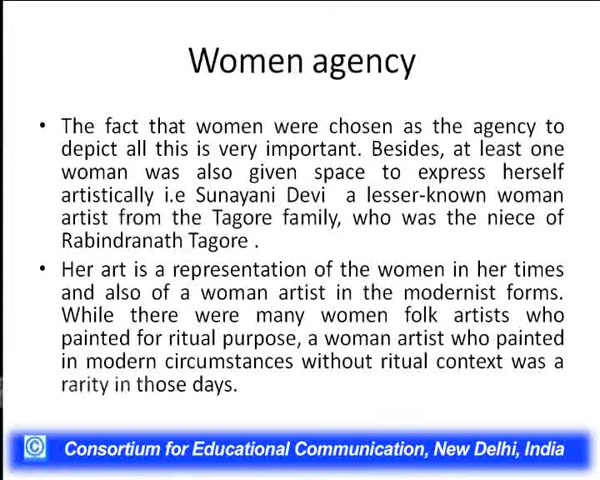 Women agency
• The fact that women were chosen as the agency to
depict all this is very important. Besides, at least one
woman was also given space to express herself
artistically i.e Sunayani Devi a lesser-known woman
artist from the Tagore family, who was the niece of
Rabindranath Tagore .
• Her art is a representation of the women in her times
and also of a woman artist in the modernist forms.
While there were many women folk artists who
painted for ritual purpose, a woman artist who painted
in modern circumstances without ritual context was a
rarity in those days.
© Consortium for Educational Communication, New Delhi, India